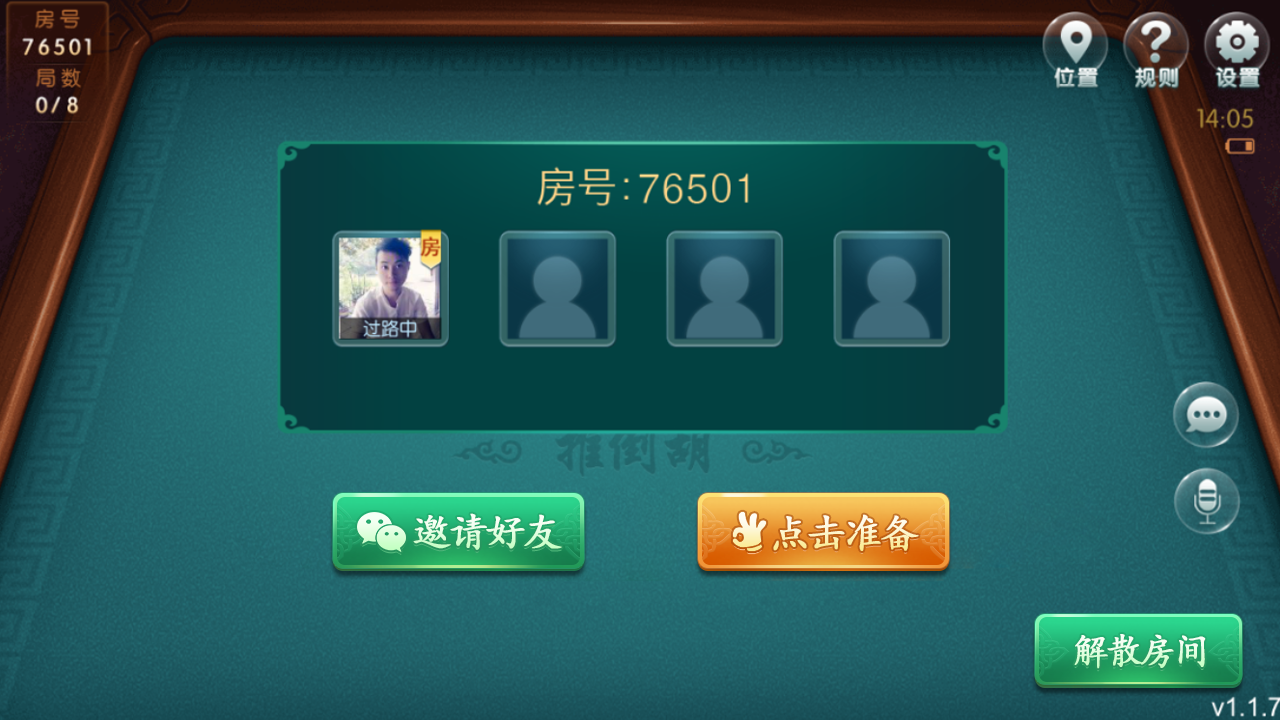 房号
76501
局数
0/8
位置
规则
设置
14:05
房号:76501
房
过路中
推倒胡
邀请好友
点击准备
解散房间
v1.1.7